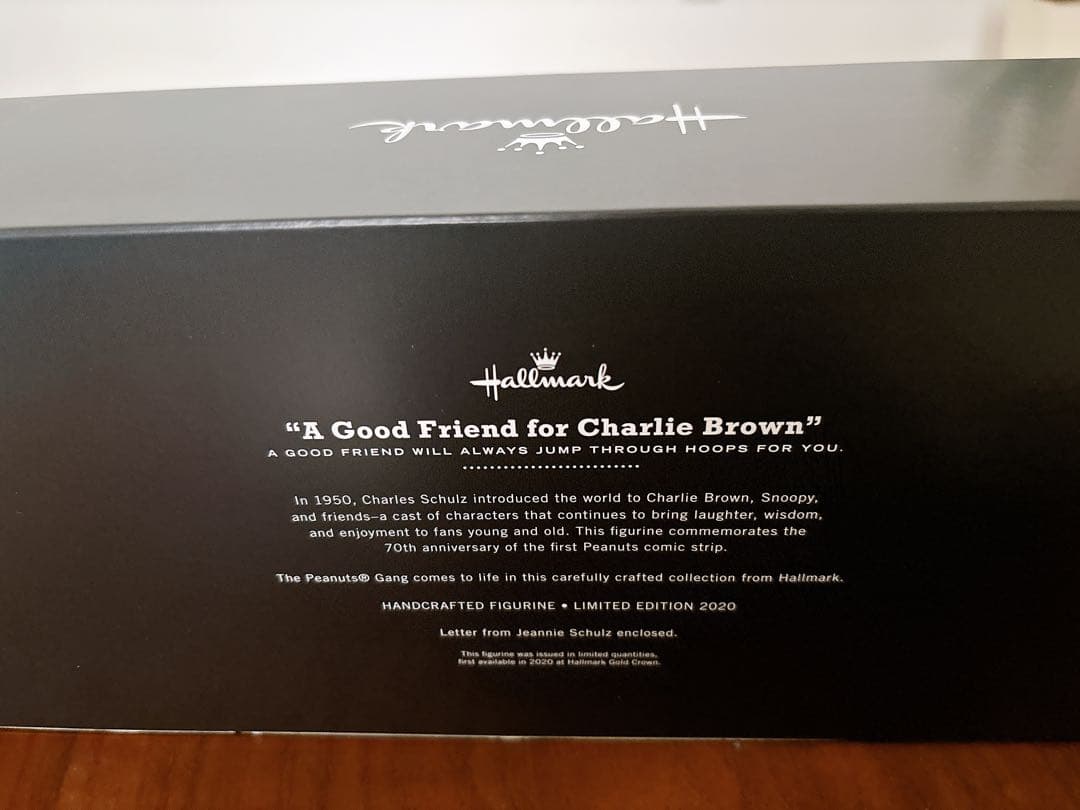 Hallmark
Hallmark
“A Good Friend for Charlie Brown”
A GOOD FRIEND WILL ALWAYS JUMP THROUGH HOOPS FOR YOU.
In 1950, Charles Schulz introduced the world to Charlie Brown, Snoopy,
and friends–a cast of characters that continues to bring laughter, wisdom,
and enjoyment to fans young and old. This figurine commemorates the
70th anniversary of the first Peanuts comic strip.
The Peanuts® Gang comes to life in this carefully crafted collection from Hallmark.
HANDCRAFTED FIGURINE • LIMITED EDITION 2020
Letter from Jeannie Schulz enclosed.
This figurine was issued in limited quantities,
first available in 2020 at Hallmark Gold Crown.